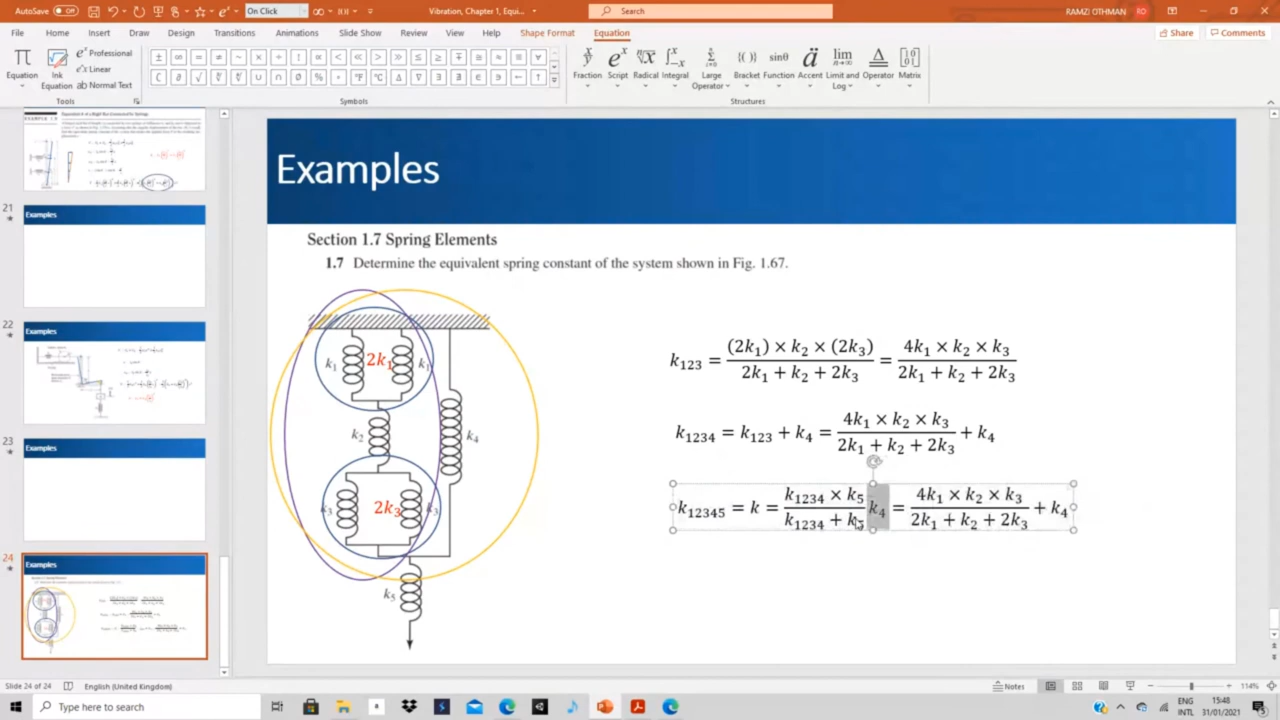 AutoSave Off
On Click
Vibration, Chapter 1, Equi...
Search
RAMZI OTHMAN RO
File Home Insert Draw Design Transitions Animations Slide Show Review View Help Shape Format Equation
Share Comments
Equation
Ink Equation
Professional
Linear
ab Normal Text
Fraction Script Radical Integral Large Operator Bracket Function Accent Limit and Log Operator Matrix
Tools Symbols Structures
21
Examples
22
Examples
23
Examples
24
Examples
Examples
Section 1.7 Spring Elements
1.7 Determine the equivalent spring constant of the system shown in Fig. 1.67.
k₁ 2k₁ k₁
k₂ k₄
k₃ 2k₃ k₃
k₅
k₁₂₃ = (2k₁) × k₂ × (2k₃) / 2k₁ + k₂ + 2k₃ = 4k₁ × k₂ × k₃ / 2k₁ + k₂ + 2k₃
k₁₂₃₄ = k₁₂₃ + k₄ = 4k₁ × k₂ × k₃ / 2k₁ + k₂ + 2k₃ + k₄
k₁₂₃₄₅ = k = k₁₂₃₄ × k₅ / k₁₂₃₄ + k₅ k₄ = 4k₁ × k₂ × k₃ / 2k₁ + k₂ + 2k₃ + k₄
Slide 24 of 24 English (United Kingdom) Notes 114%
Type here to search
ENG INTL
15:48
31/01/2021